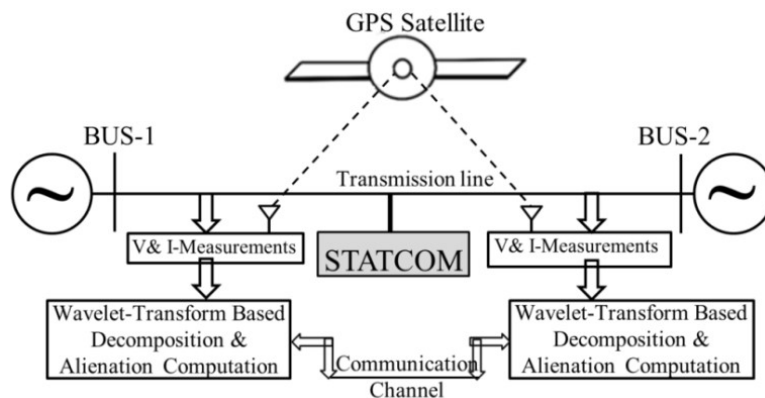 GPS Satellite
BUS-1
BUS-2
Transmission line
V& I-Measurements
STATCOM
V& I-Measurements
Wavelet-Transform Based
Decomposition &
Alienation Computation
Wavelet-Transform Based
Decomposition &
Alienation Computation
Communication
Channel